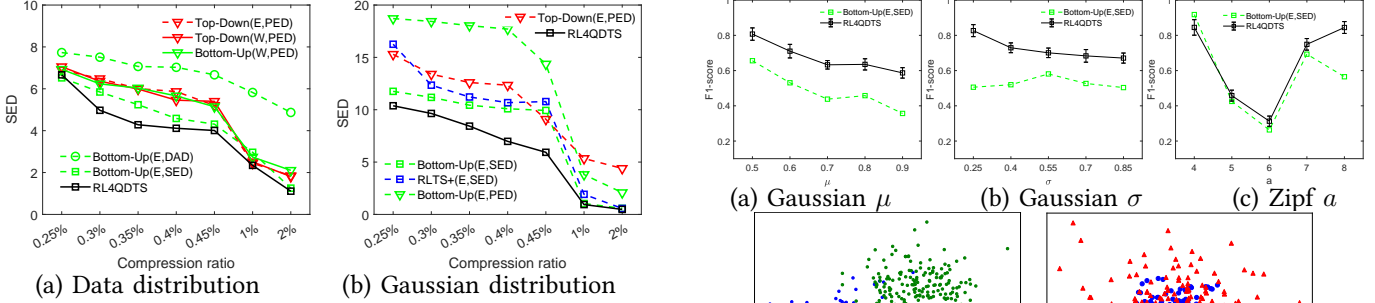 10
8
6
4
2
0
SED
Top-Down(E,PED)
Top-Down(W,PED)
Bottom-Up(W,PED)
Bottom-Up(E,DAD)
Bottom-Up(E,SED)
RL4QDTS
0.25%
0.3%
0.35%
0.4%
0.45%
1%
2%
Compression ratio
(a) Data distribution
20
15
10
5
0
SED
Top-Down(E,PED)
RL4QDTS
Bottom-Up(E,SED)
RLTS+(E,SED)
Bottom-Up(E,PED)
0.25%
0.3%
0.35%
0.4%
0.45%
1%
2%
Compression ratio
(b) Gaussian distribution
1
0.8
0.6
0.4
0.2
F1-score
Bottom-Up(E,SED)
RL4QDTS
0.5 0.6 0.7 0.8 0.9
μ
(a) Gaussian μ
1
0.8
0.6
0.4
0.2
F1-score
Bottom-Up(E,SED)
RL4QDTS
0.25 0.4 0.55 0.7 0.85
σ
(b) Gaussian σ
1
0.8
0.6
0.4
0.2
F1-score
Bottom-Up(E,SED)
RL4QDTS
4 5 6 7 8
a
(c) Zipf a